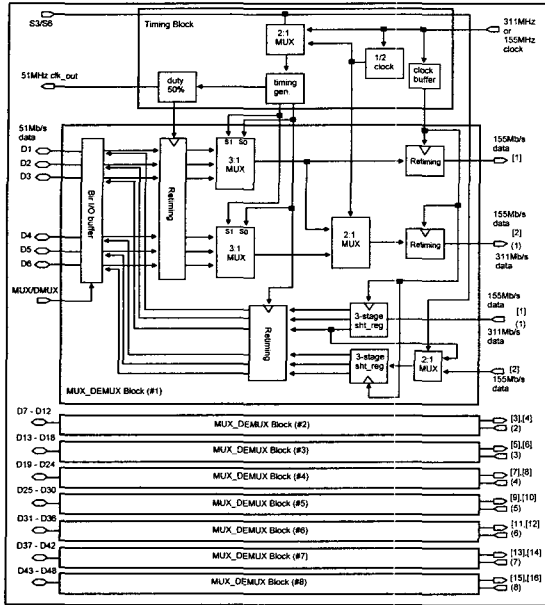 S3/S6
Timing Block
2:1
MUX
311MHz
or
155MHz
clock
1/2
clock
clock
buffer
51MHz clk_out
duty
50%
timing
gen.
51Mb/s
data
D1
D2
D3
D4
D5
D6
MUX/DMUX
Bir I/O buffer
Retiming
S1 S0
3:1
MUX
S1 S0
3:1
MUX
2:1
MUX
Retiming
155Mb/s
data
[1]
Retiming
155Mb/s
data
[2]
(1)
311Mb/s
data
Retiming
3-stage
sht_reg
3-stage
sht_reg
2:1
MUX
155Mb/s
data
[1]
(1)
311Mb/s
data
[2]
155Mb/s
data
MUX_DEMUX Block (#1)
D7 - D12
MUX_DEMUX Block (#2)
[3],[4]
(2)
D13 - D18
MUX_DEMUX Block (#3)
[5],[6]
(3)
D19 - D24
MUX_DEMUX Block (#4)
[7],[8]
(4)
D25 - D30
MUX_DEMUX Block (#5)
[9],[10]
(5)
D31 - D36
MUX_DEMUX Block (#6)
[11],[12]
(6)
D37 - D42
MUX_DEMUX Block (#7)
[13],[14]
(7)
D43 - D48
MUX_DEMUX Block (#8)
[15],[16]
(8)